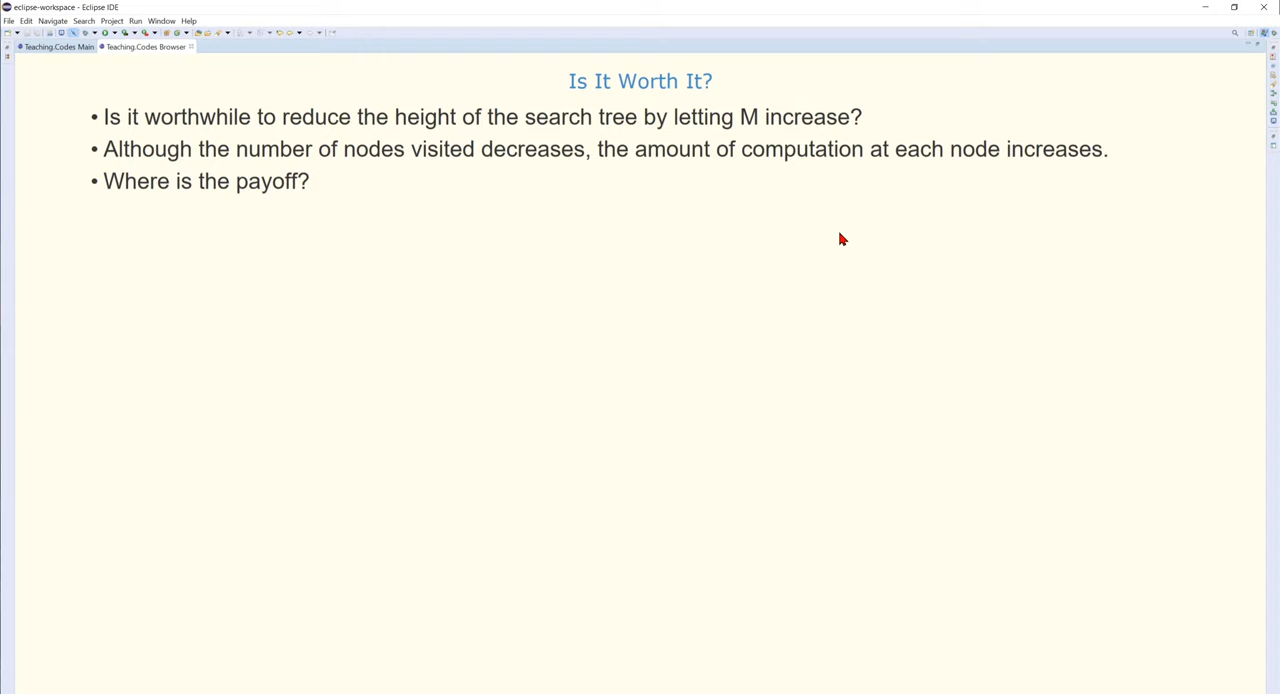 eclipse-workspace - Eclipse IDE
File Edit Navigate Search Project Run Window Help
Teaching.Codes Main Teaching.Codes Browser
Is It Worth It?
• Is it worthwhile to reduce the height of the search tree by letting M increase?
• Although the number of nodes visited decreases, the amount of computation at each node increases.
• Where is the payoff?